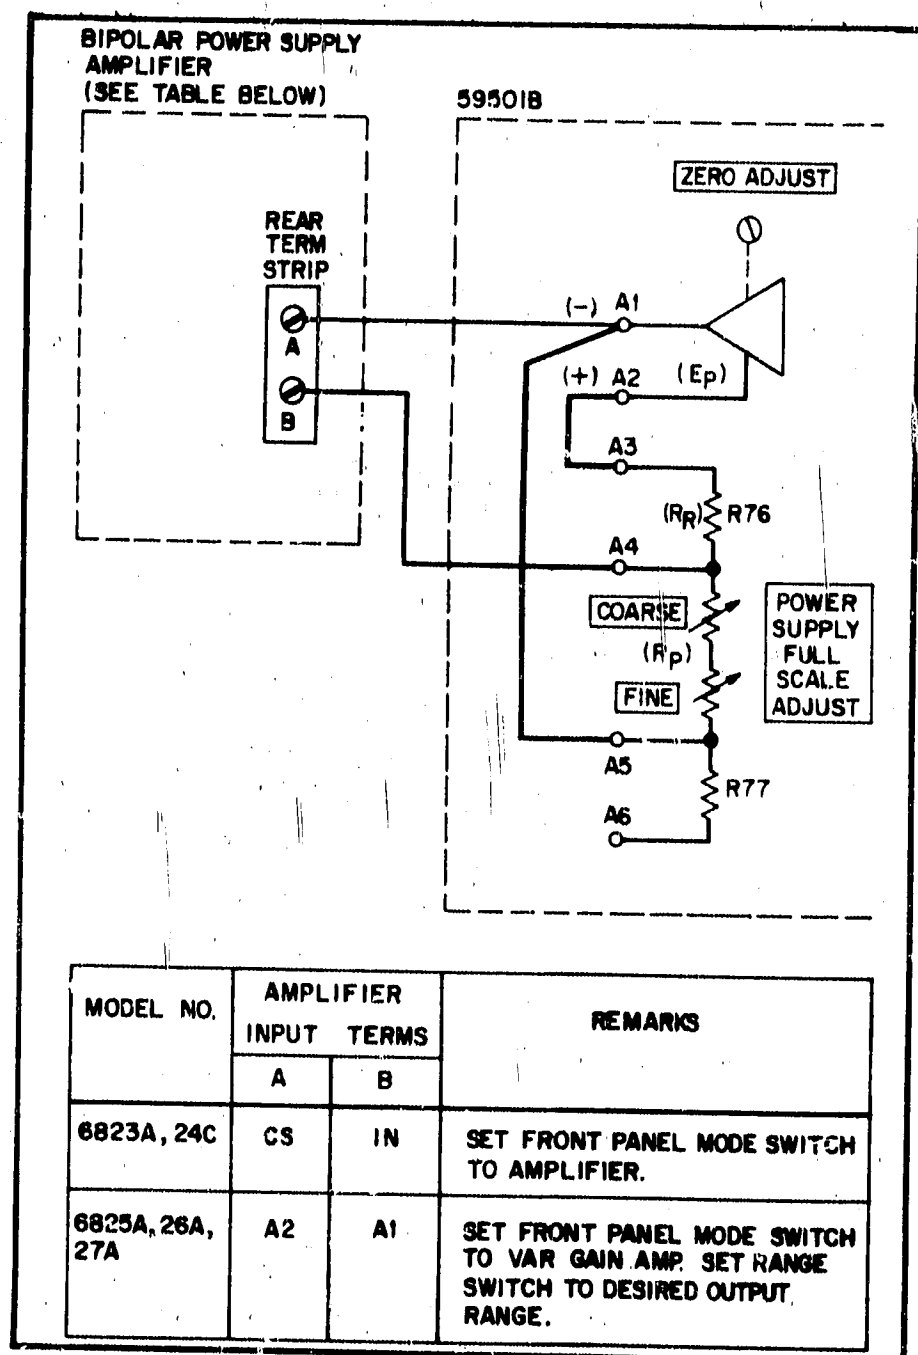 BIPOLAR POWER SUPPLY
AMPLIFIER
(SEE TABLE BELOW)
59501B
ZERO ADJUST
REAR
TERM
STRIP
A
B
(-) A1
(+) A2 (Ep)
A3
(RR) R76
A4
COARSE
(Rp)
FINE
POWER
SUPPLY
FULL
SCALE
ADJUST
A5
R77
A6
MODEL NO.
AMPLIFIER
INPUT TERMS
A
B
REMARKS
6823A, 24C
CS
IN
SET FRONT PANEL MODE SWITCH
TO AMPLIFIER.
6825A, 26A,
27A
A2
A1
SET FRONT PANEL MODE SWITCH
TO VAR GAIN AMP. SET RANGE
SWITCH TO DESIRED OUTPUT
RANGE.